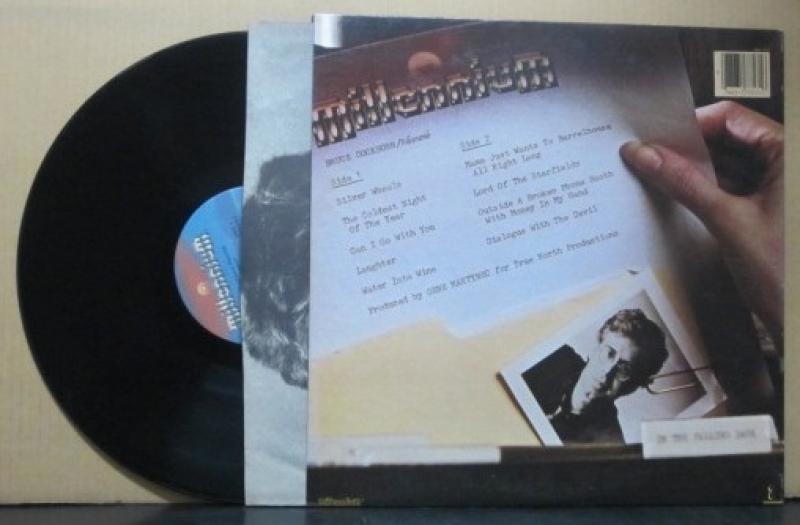 millennium
BRUCE COCKBURN/Résumé
Side 1
Silver Wheels
The Coldest Night
Of The Year
Can I Go With You
Laughter
Water Into Wine
Side 2
Mama Just Wants To Barrelhouse
All Night Long
Lord Of The Starfields
Outside A Broken Phone Booth
With Money In My Hand
Dialogue With The Devil
Produced by GENE MARTYNEC for True North Productions
IN THE FALLING DARK
millennium